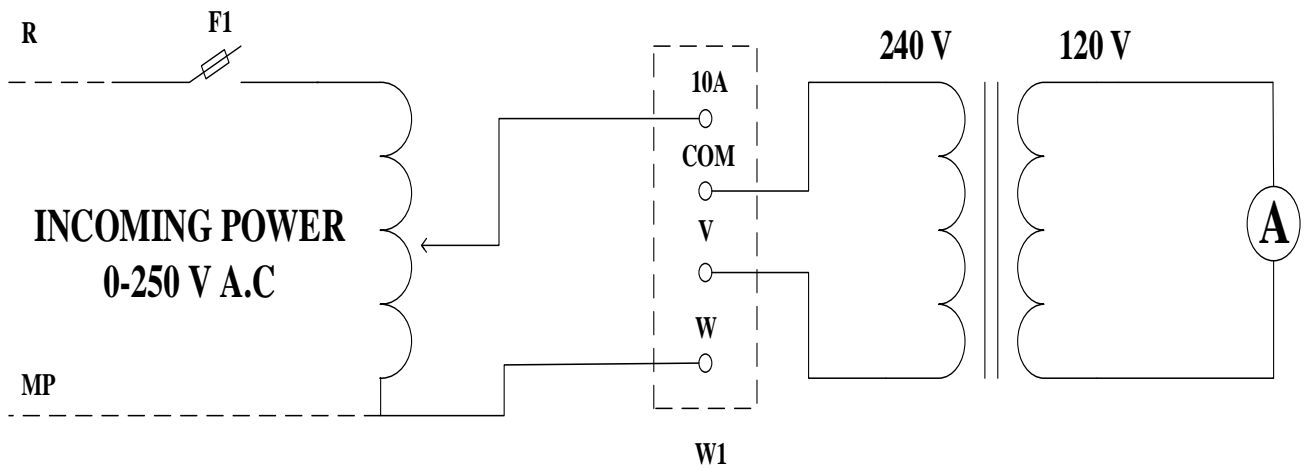 R
F1
240 V
120 V
10A
COM
INCOMING POWER
0-250 V A.C
V
A
W
MP
W1